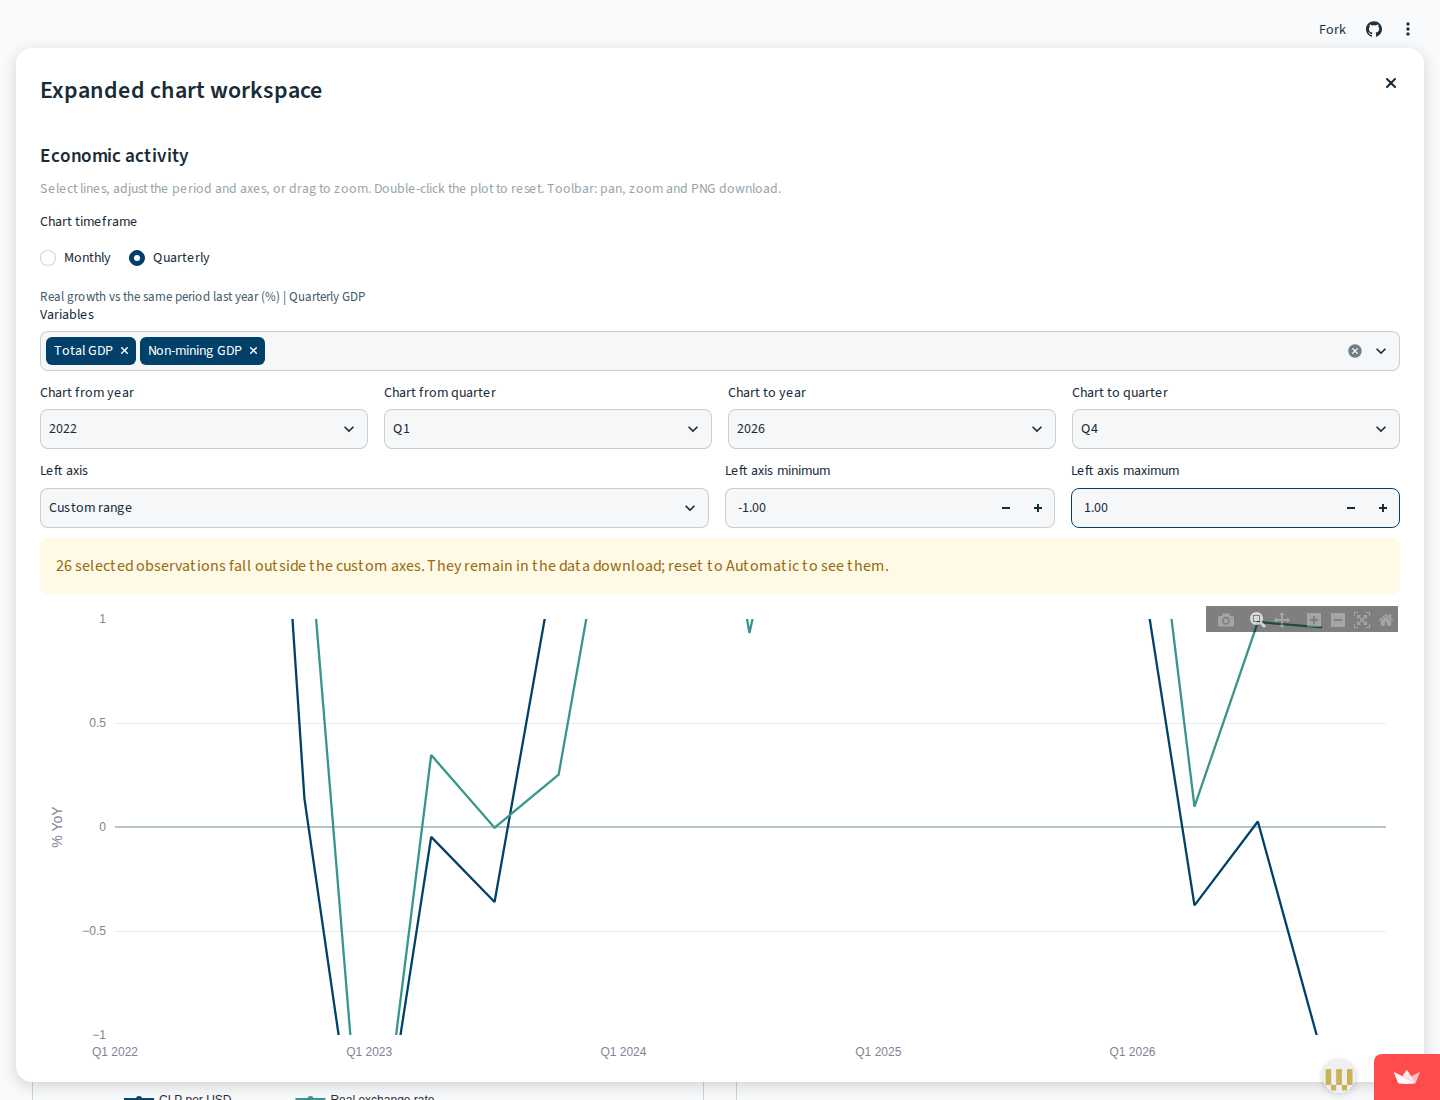 Fork
Expanded chart workspace
Economic activity
Select lines, adjust the period and axes, or drag to zoom. Double-click the plot to reset. Toolbar: pan, zoom and PNG download.
Chart timeframe
Monthly Quarterly
Real growth vs the same period last year (%) | Quarterly GDP
Variables
Total GDP Non-mining GDP
Chart from year Chart from quarter Chart to year Chart to quarter
2022 Q1 2026 Q4
Left axis Left axis minimum Left axis maximum
Custom range -1.00 1.00
26 selected observations fall outside the custom axes. They remain in the data download; reset to Automatic to see them.
1
0.5
% YoY
0
−0.5
−1
Q1 2022 Q1 2023 Q1 2024 Q1 2025 Q1 2026
CLP per USD Real exchange rate